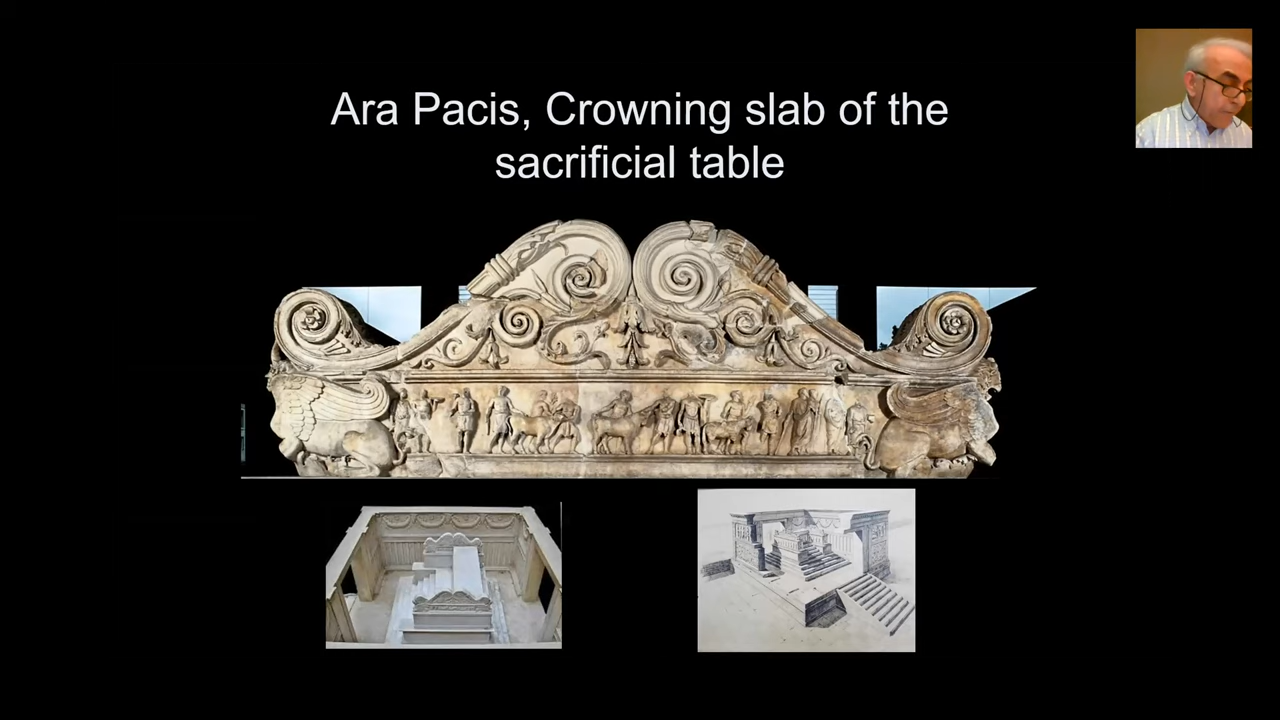 Ara Pacis, Crowning slab of the
sacrificial table